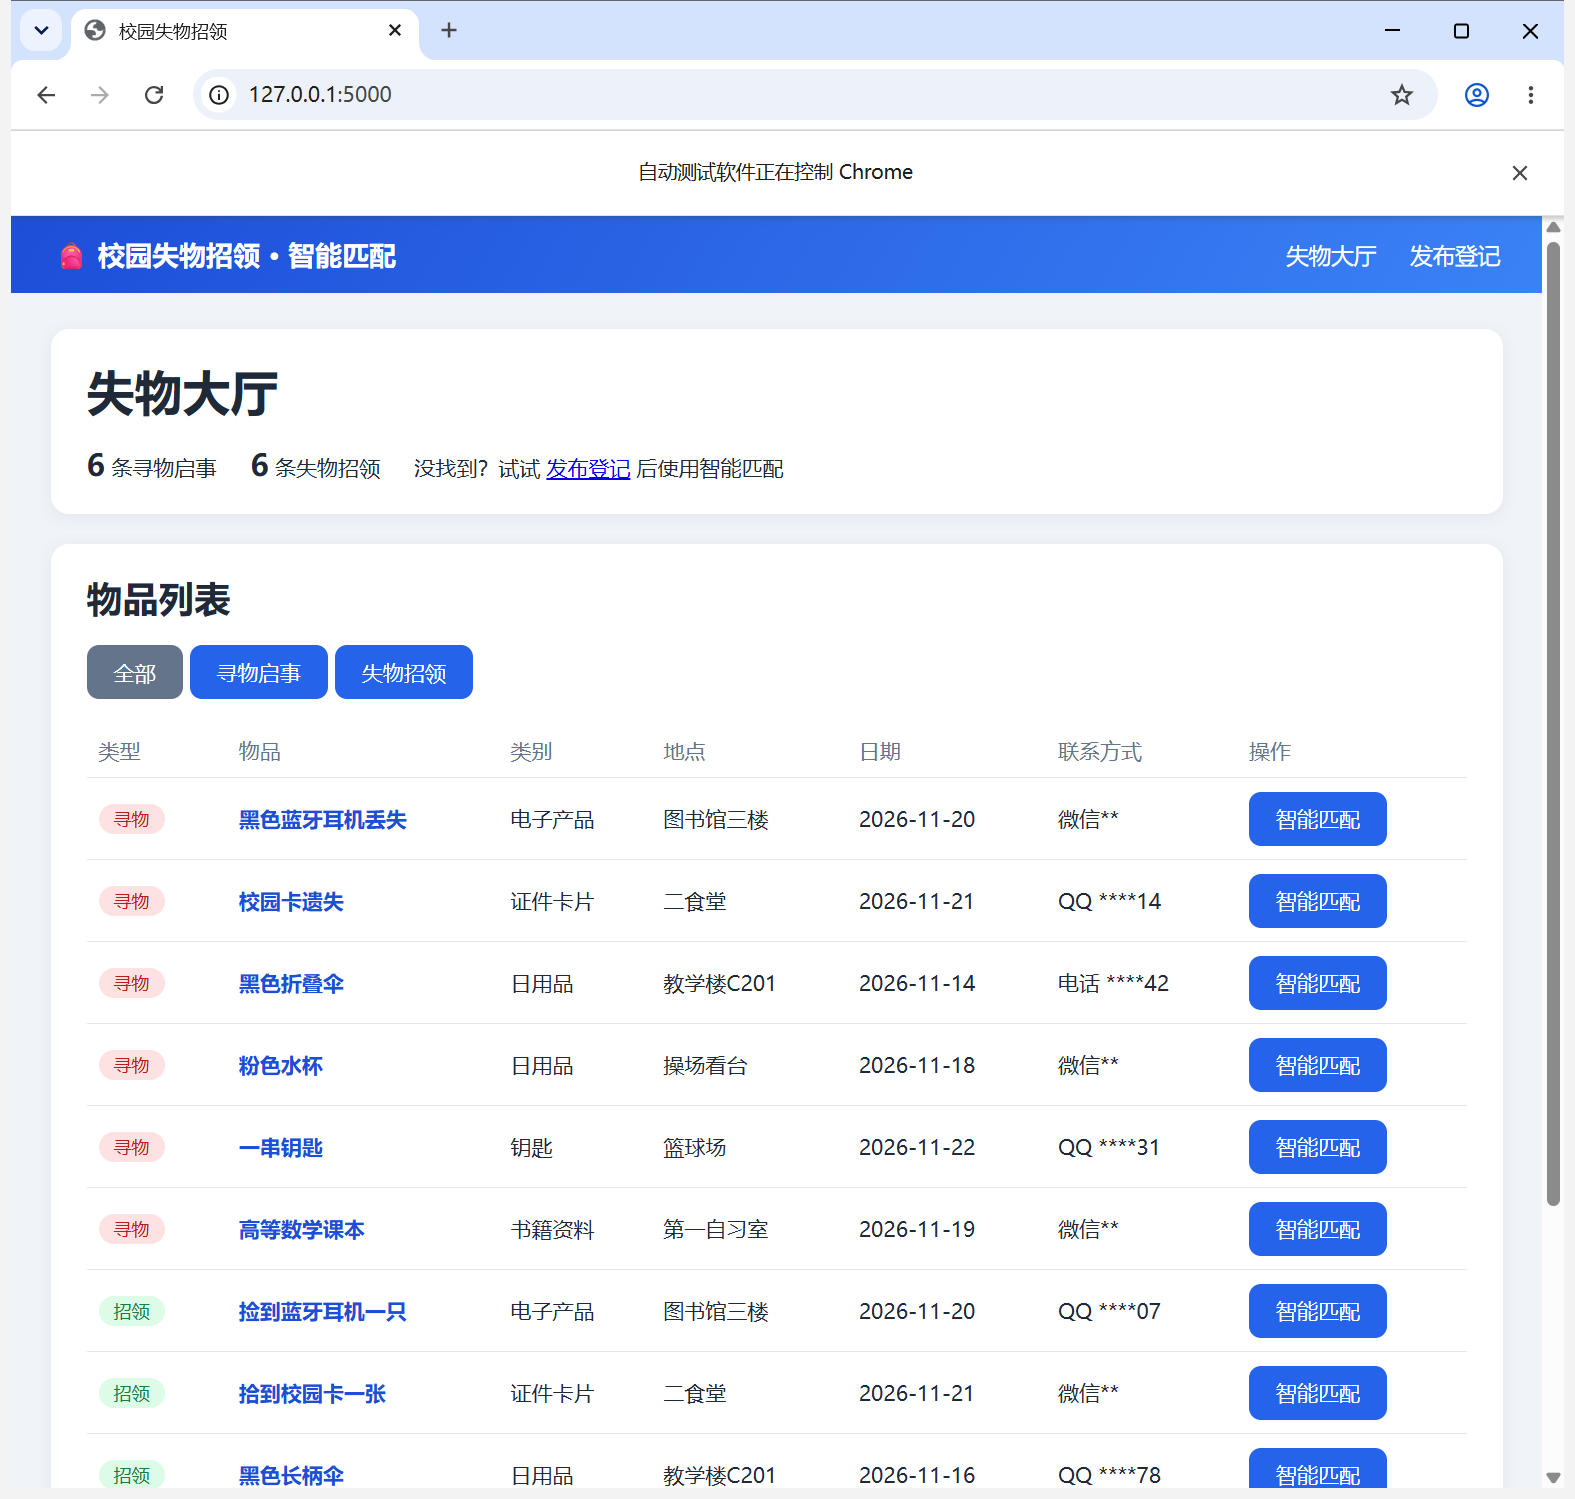 校园失物招领
127.0.0.1:5000
自动测试软件正在控制 Chrome
校园失物招领 · 智能匹配 失物大厅 发布登记
失物大厅
6 条寻物启事 6 条失物招领 没找到？试试 发布登记 后使用智能匹配
物品列表
全部 寻物启事 失物招领
类型 物品 类别 地点 日期 联系方式 操作
寻物 黑色蓝牙耳机丢失 电子产品 图书馆三楼 2026-11-20 微信** 智能匹配
寻物 校园卡遗失 证件卡片 二食堂 2026-11-21 QQ ****14 智能匹配
寻物 黑色折叠伞 日用品 教学楼C201 2026-11-14 电话 ****42 智能匹配
寻物 粉色水杯 日用品 操场看台 2026-11-18 微信** 智能匹配
寻物 一串钥匙 钥匙 篮球场 2026-11-22 QQ ****31 智能匹配
寻物 高等数学课本 书籍资料 第一自习室 2026-11-19 微信** 智能匹配
招领 捡到蓝牙耳机一只 电子产品 图书馆三楼 2026-11-20 QQ ****07 智能匹配
招领 拾到校园卡一张 证件卡片 二食堂 2026-11-21 微信** 智能匹配
招领 黑色长柄伞 日用品 教学楼C201 2026-11-16 QQ ****78 智能匹配